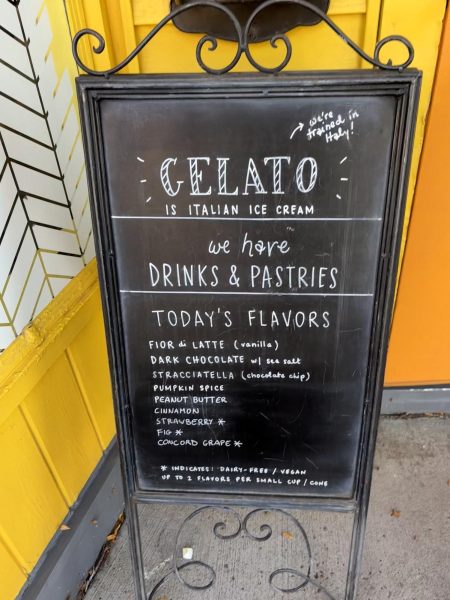 we're
trained in
Italy!
GELATO
IS ITALIAN ICE CREAM
we have
DRINKS & PASTRIES
TODAY'S FLAVORS
FIOR di LATTE (vanilla)
DARK CHOCOLATE w/ sea salt
STRACCIATELLA (chocolate chip)
PUMPKIN SPICE
PEANUT BUTTER
CINNAMON
STRAWBERRY *
FIG *
CONCORD GRAPE *
* INDICATES: DAIRY-FREE / VEGAN
UP TO 2 FLAVORS PER SMALL CUP / CONE